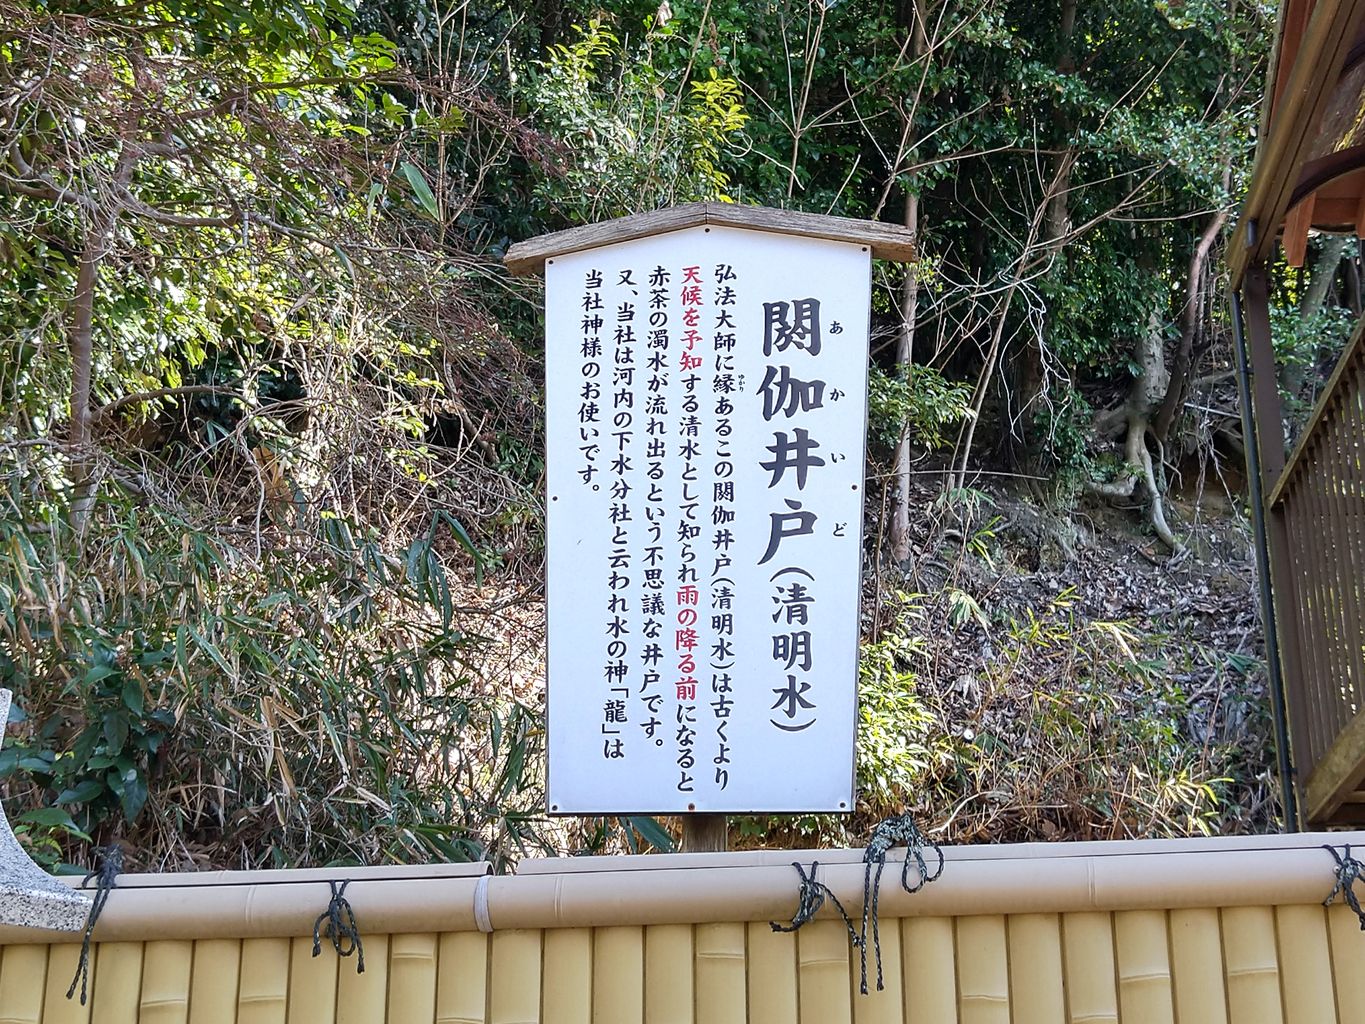 閼伽井戸(清明水)
あかいど
弘法大師に縁あるこの閼伽井戸(清明水)は古くより
ゆかり
天候を予知する清水として知られ雨の降る前になると
赤茶の濁水が流れ出るという不思議な井戸です。
又、当社は河内の下水分社と云われ水の神「龍」は
当社神様のお使いです。